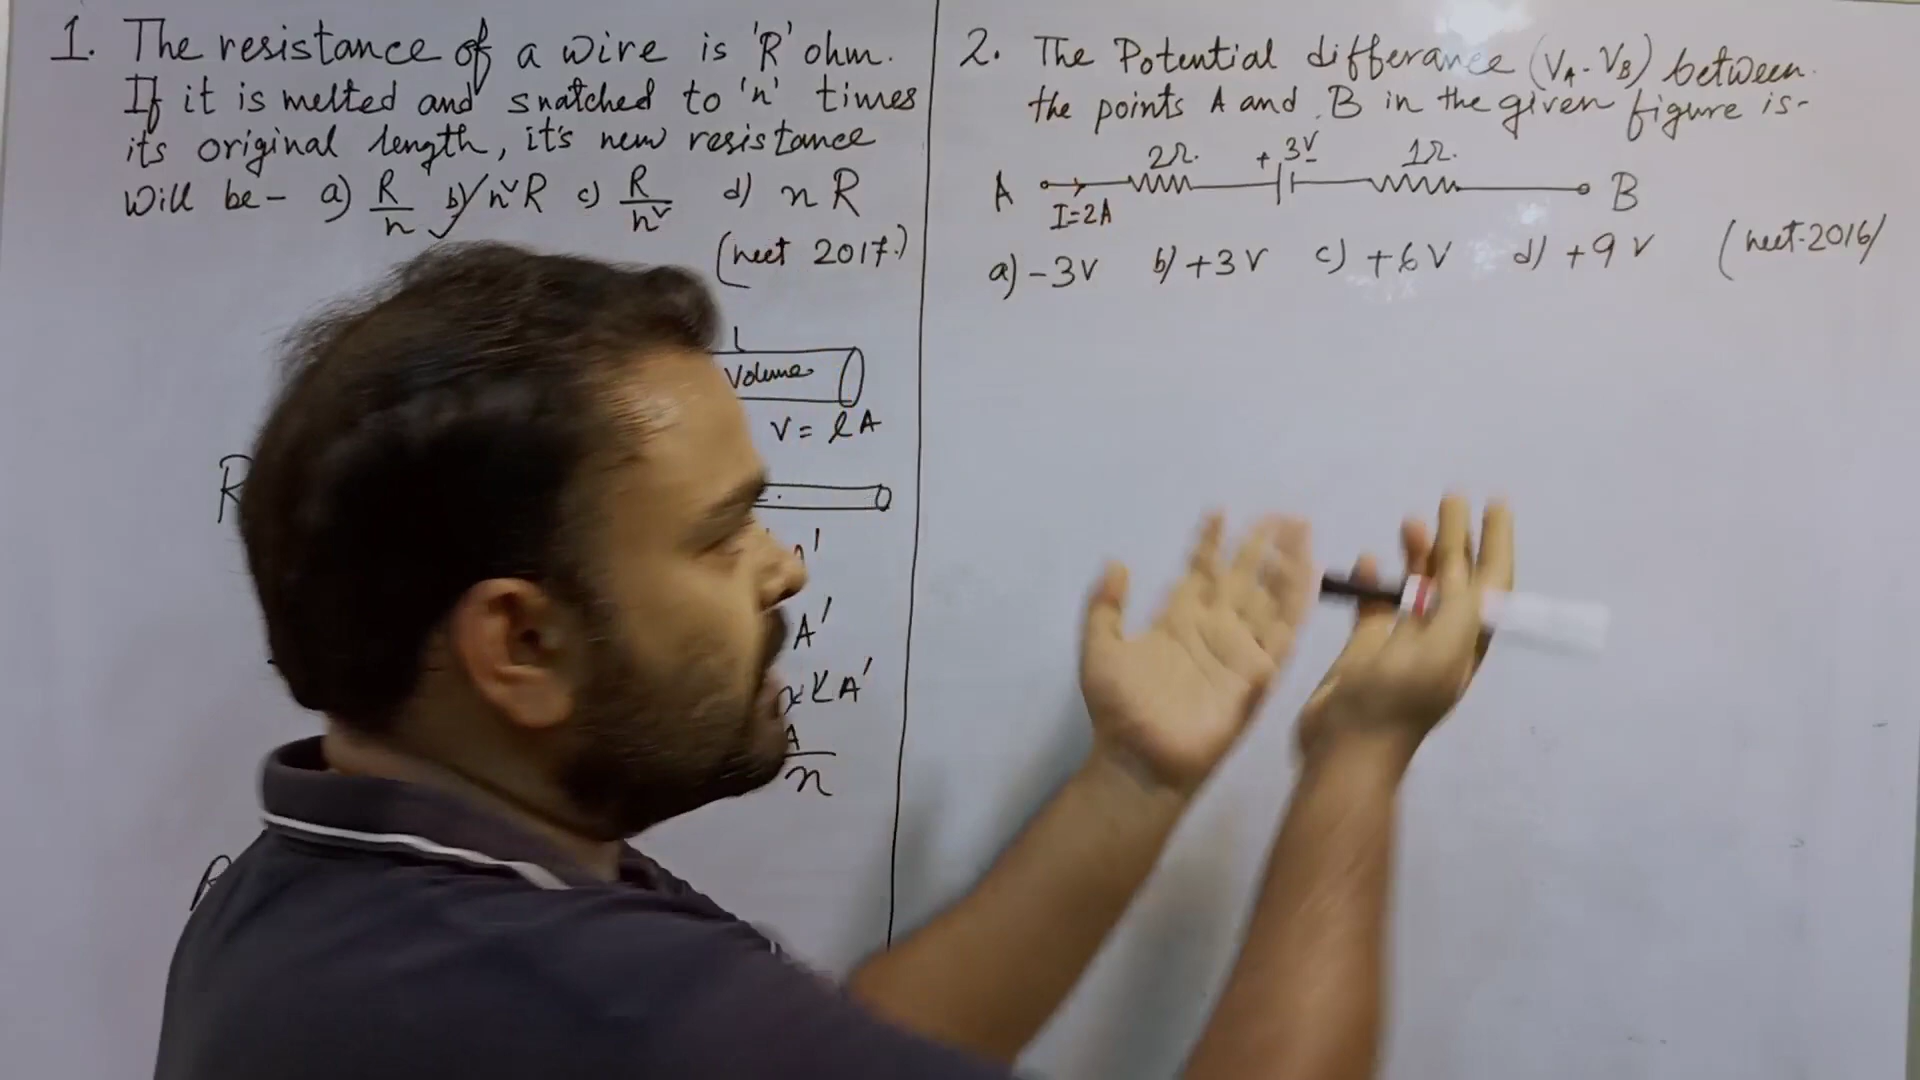 1. The resistance of a wire is 'R' ohm.
If it is melted and snatched to 'n' times
its original length, it's new resistance
Will be - a) R/n b) n²R c) R/n² d) nR
(neet 2017.)
l
Volume
V = lA
R
n'
A'
A'
A/n
2. The Potential differance (VA - VB) between
the points A and B in the given figure is-
2Ω. + 3V - 1Ω.
A B
I=2A
a) -3V b) +3V c) +6V d) +9V (neet-2016)